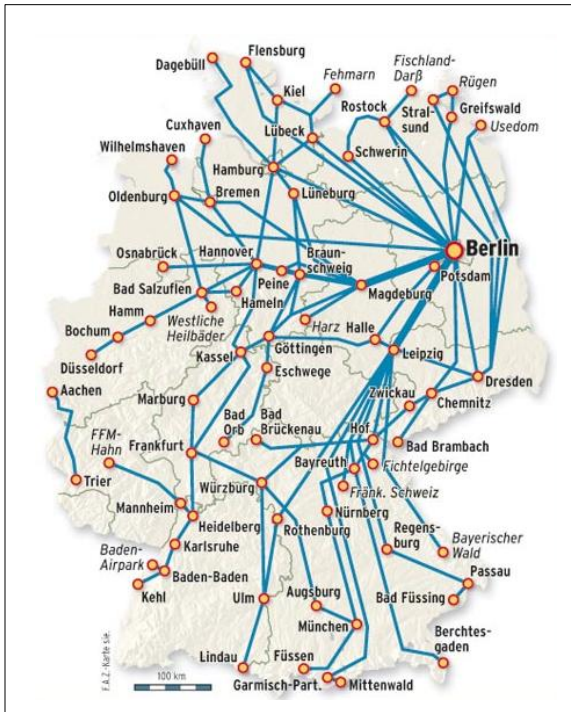 Flensburg
Dagebüll
Fehmarn
Fischland-
Darß
Rügen
Kiel
Rostock
Stral-
sund
Greifswald
Usedom
Cuxhaven
Lübeck
Wilhelmshaven
Schwerin
Hamburg
Oldenburg
Bremen
Lüneburg
Berlin
Osnabrück
Hannover
Braun-
schweig
Potsdam
Peine
Magdeburg
Bad Salzuflen
Hameln
Hamm
Westliche
Heilbäder
Harz
Halle
Bochum
Göttingen
Leipzig
Düsseldorf
Kassel
Eschwege
Dresden
Aachen
Zwickau
Chemnitz
Marburg
Bad
Orb
Bad
Brückenau
Hof
Bad Brambach
FFM-
Hahn
Frankfurt
Bayreuth
Fichtelgebirge
Trier
Würzburg
Fränk. Schweiz
Mannheim
Nürnberg
Heidelberg
Rothenburg
Regens-
burg
Bayerischer
Wald
Karlsruhe
Baden-
Airpark
Baden-Baden
Passau
Kehl
Ulm
Augsburg
Bad Füssing
München
Berchtes-
gaden
Lindau
Füssen
Garmisch-Part.
Mittenwald
100 km
F.A.Z.-Karte sie.